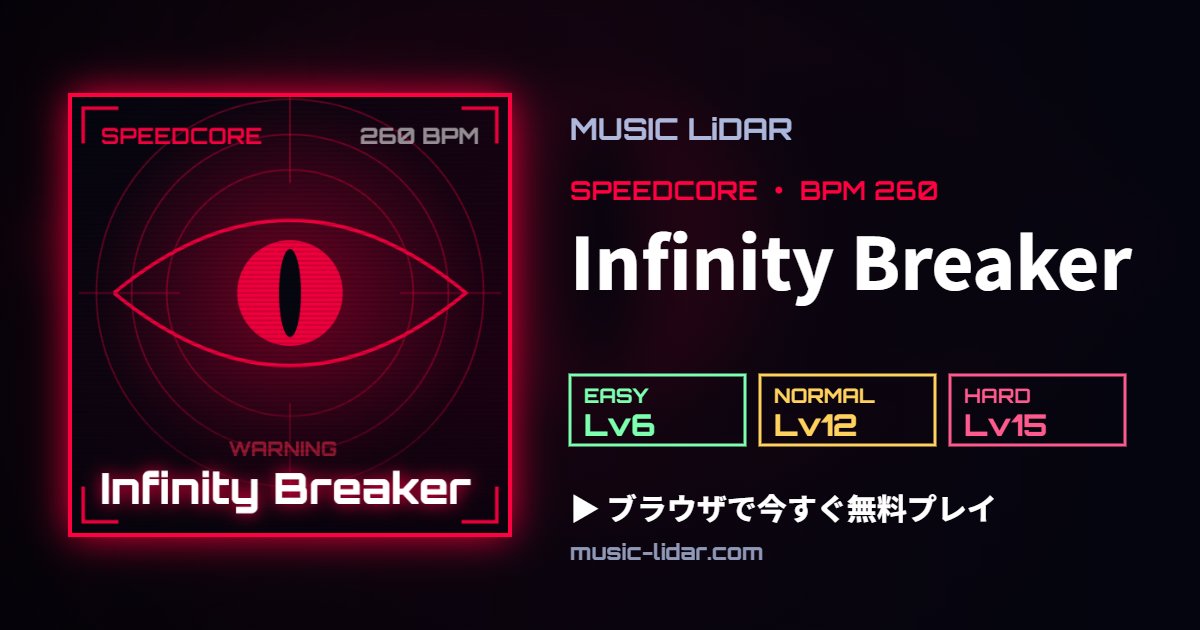 SPEEDCORE 260 BPM
WARNING
Infinity Breaker
MUSIC LiDAR
SPEEDCORE • BPM 260
Infinity Breaker
EASY NORMAL HARD
Lv6 Lv12 Lv15
▶ ブラウザで今すぐ無料プレイ
music-lidar.com